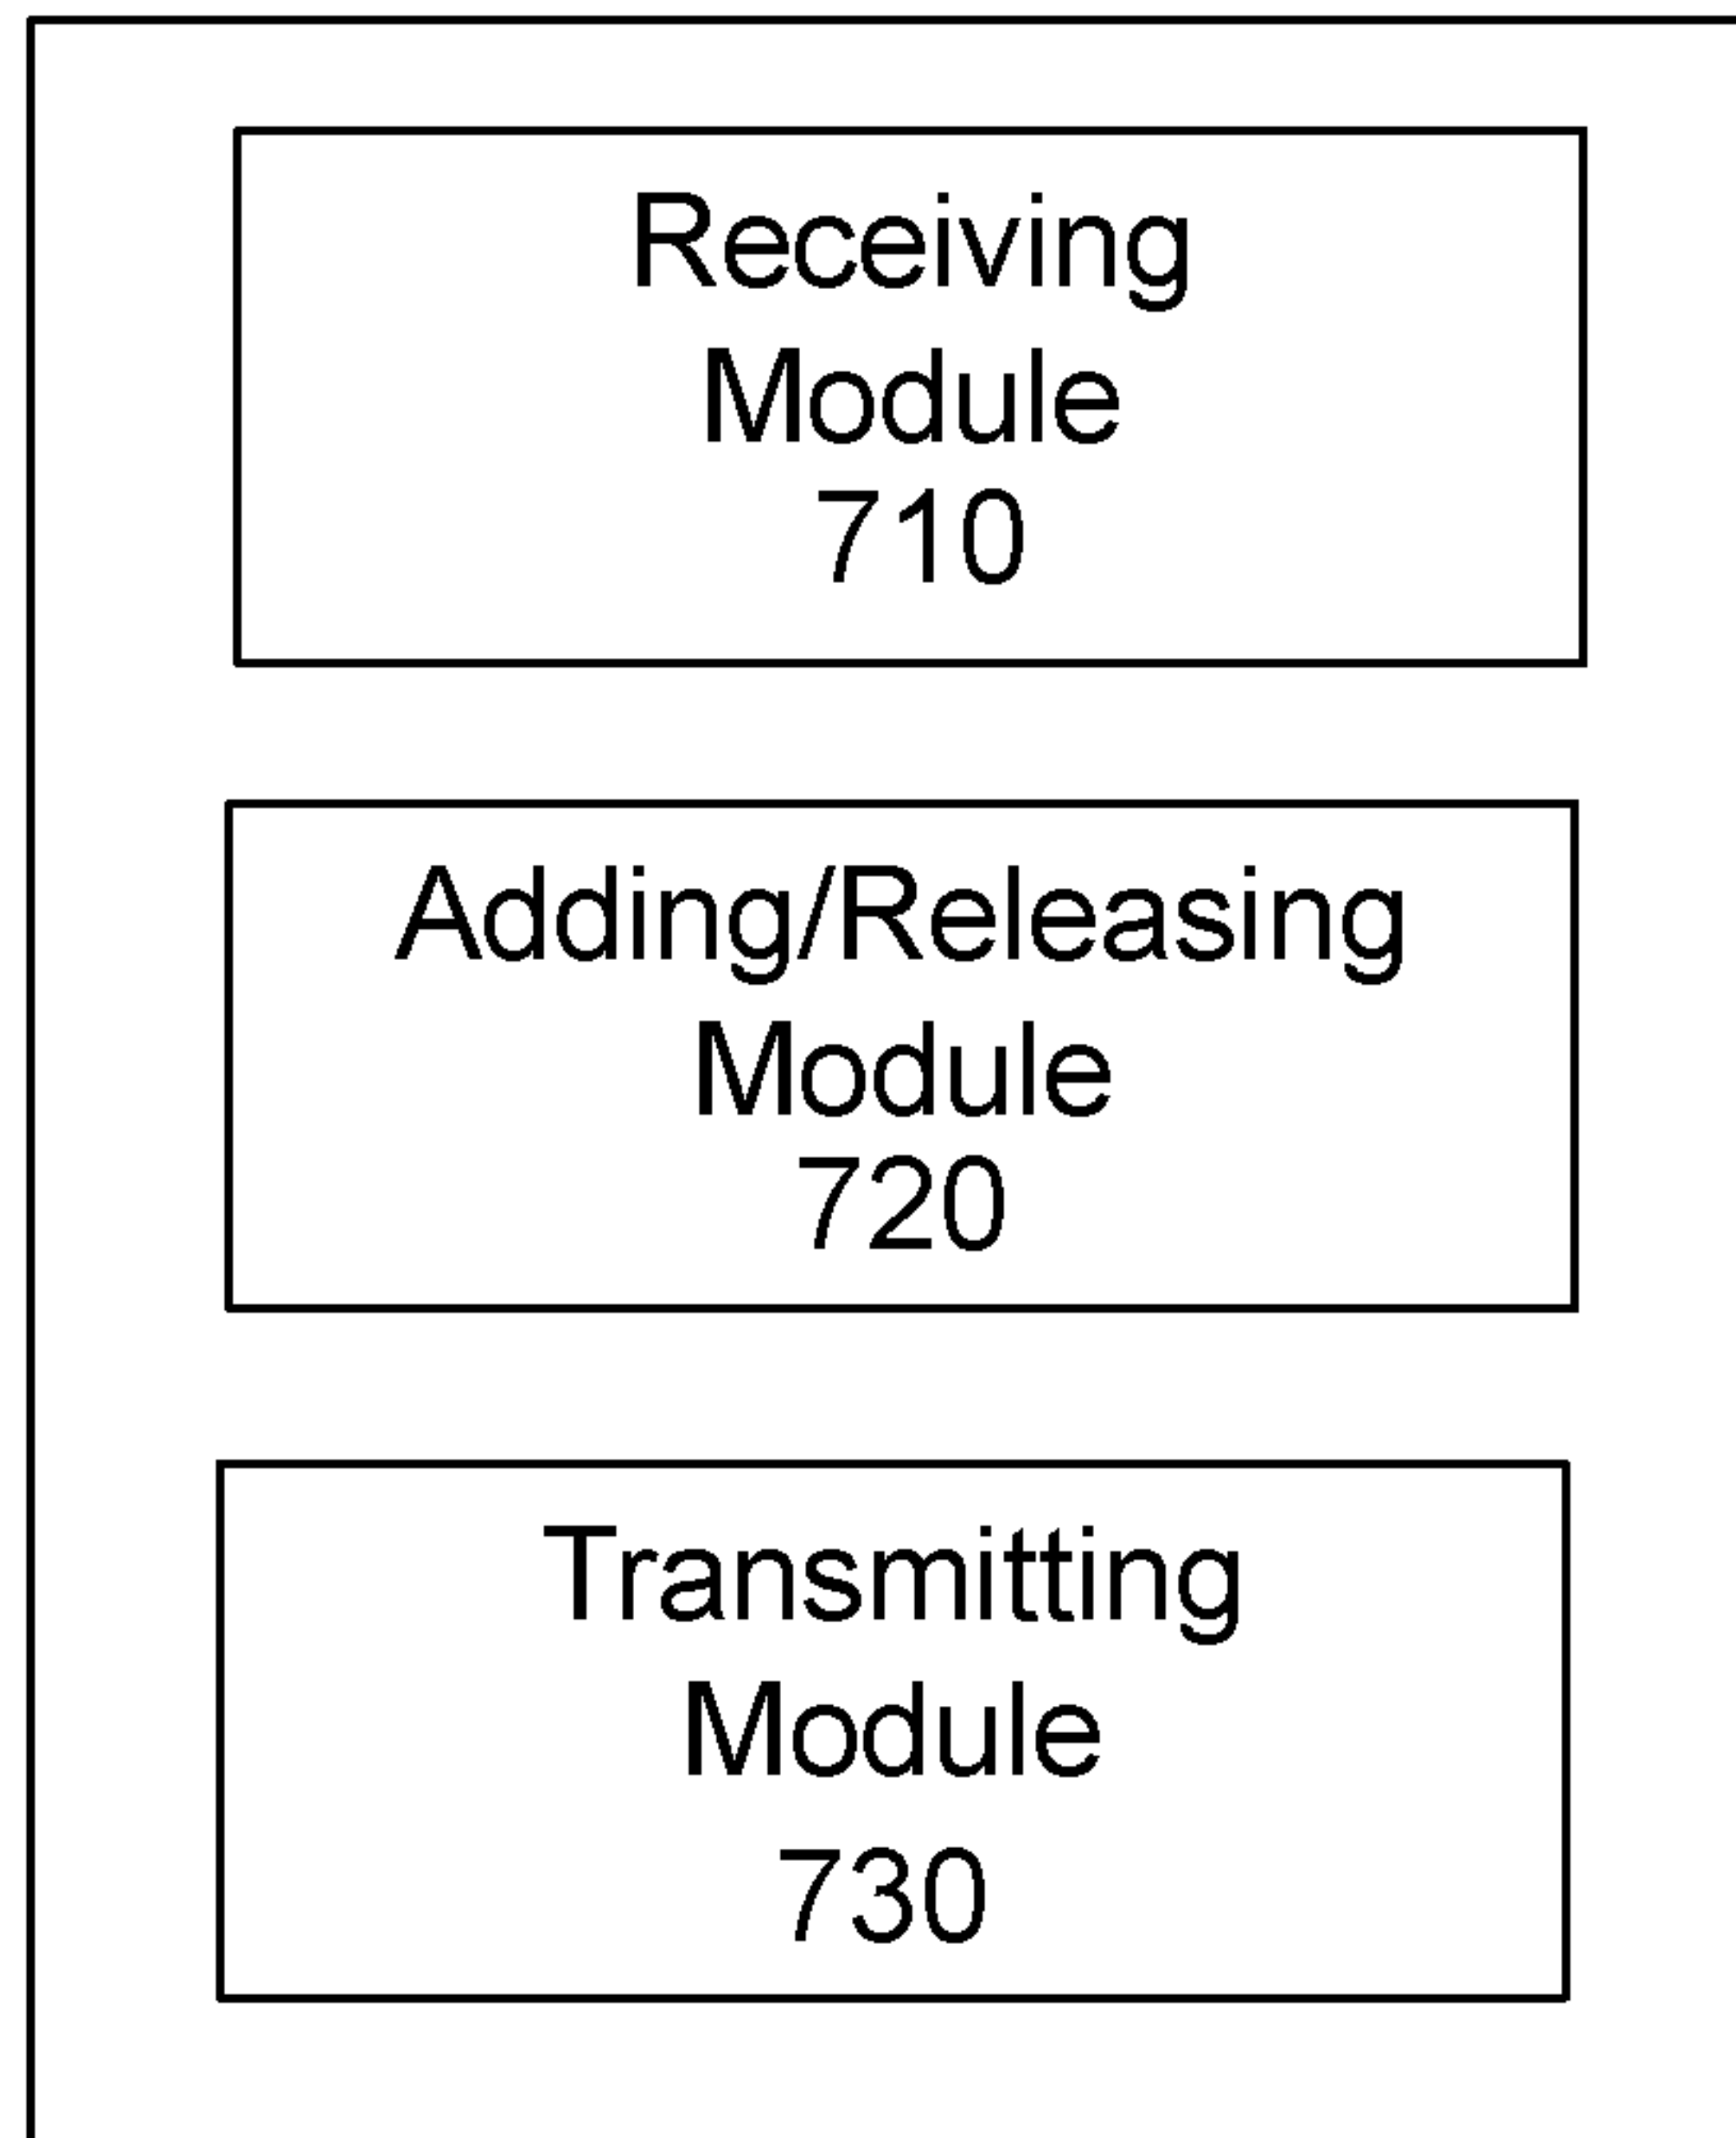 Receiving
Module
710
Adding/Releasing
Module
720
Transmitting
Module
730